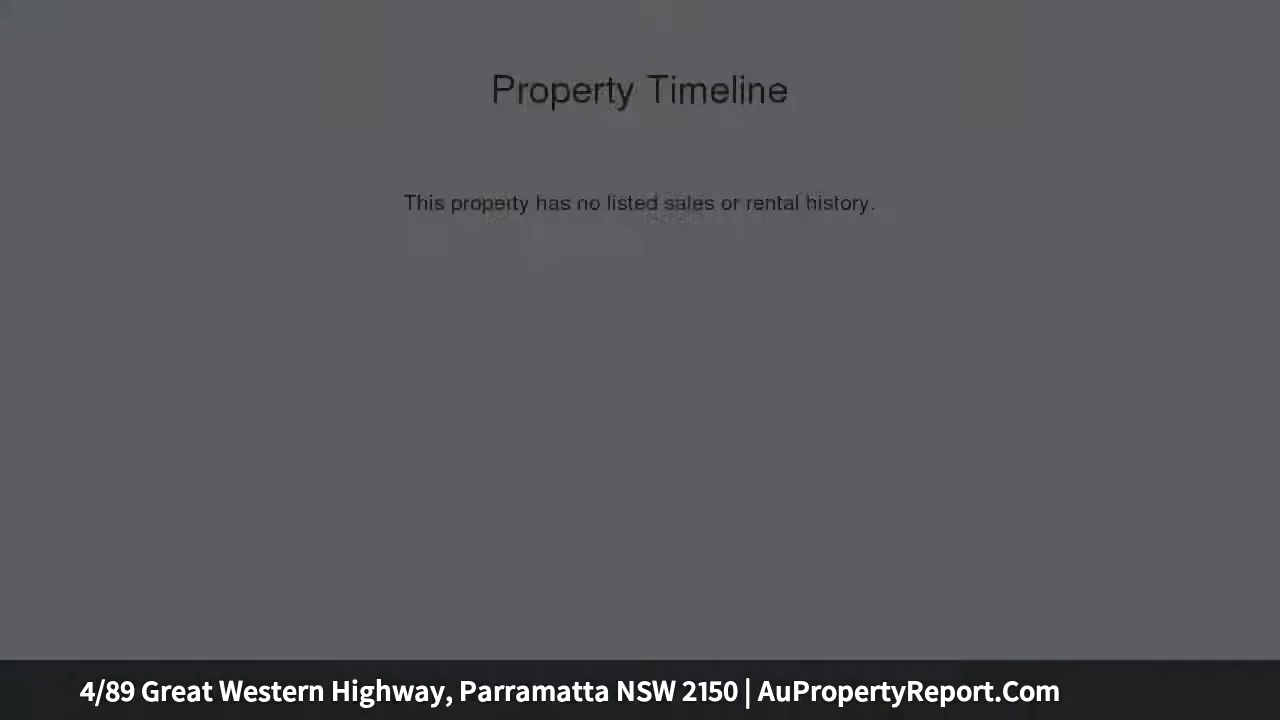 Property Timeline
This property has no listed sales or rental history.
4/89 Great Western Highway, Parramatta NSW 2150 | AuPropertyReport.Com